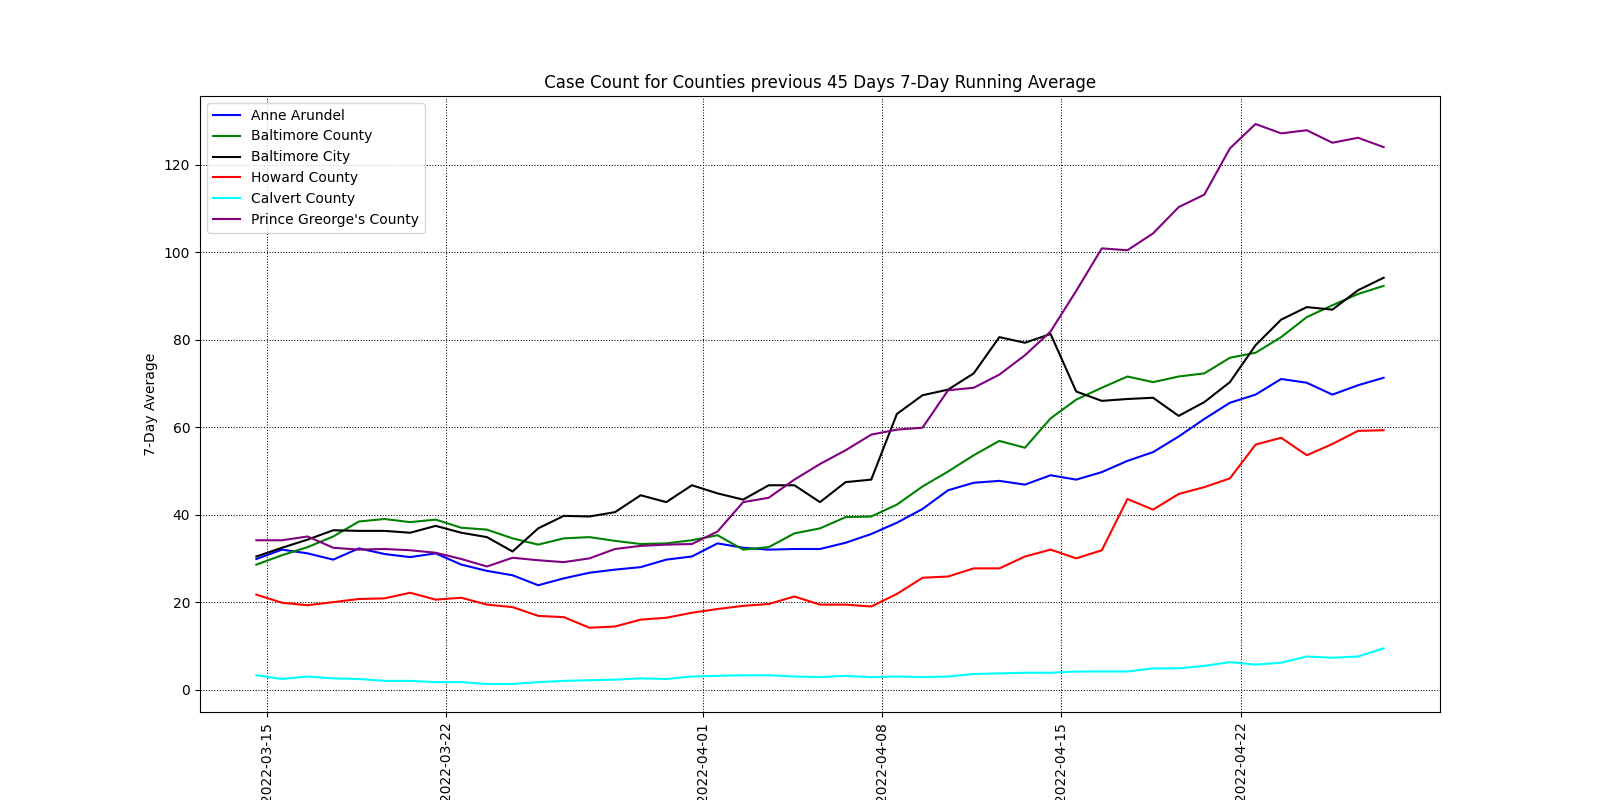 Case Count for Counties previous 45 Days 7-Day Running Average
Anne Arundel
Baltimore County
Baltimore City
Howard County
Calvert County
Prince Greorge's County
7-Day Average
120
100
80
60
40
20
0
2022-03-15
2022-03-22
2022-04-01
2022-04-08
2022-04-15
2022-04-22